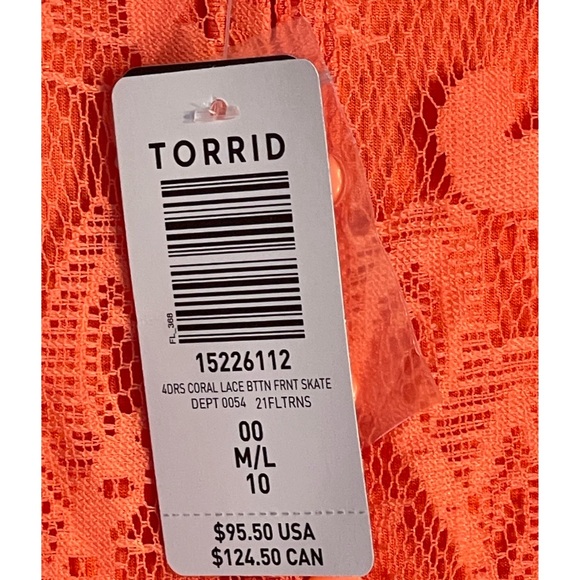 TORRID
FL_368
15226112
4DRS CORAL LACE BTTN FRNT SKATE
DEPT 0054 21FLTRNS
00
M/L
10
$95.50 USA
$124.50 CAN